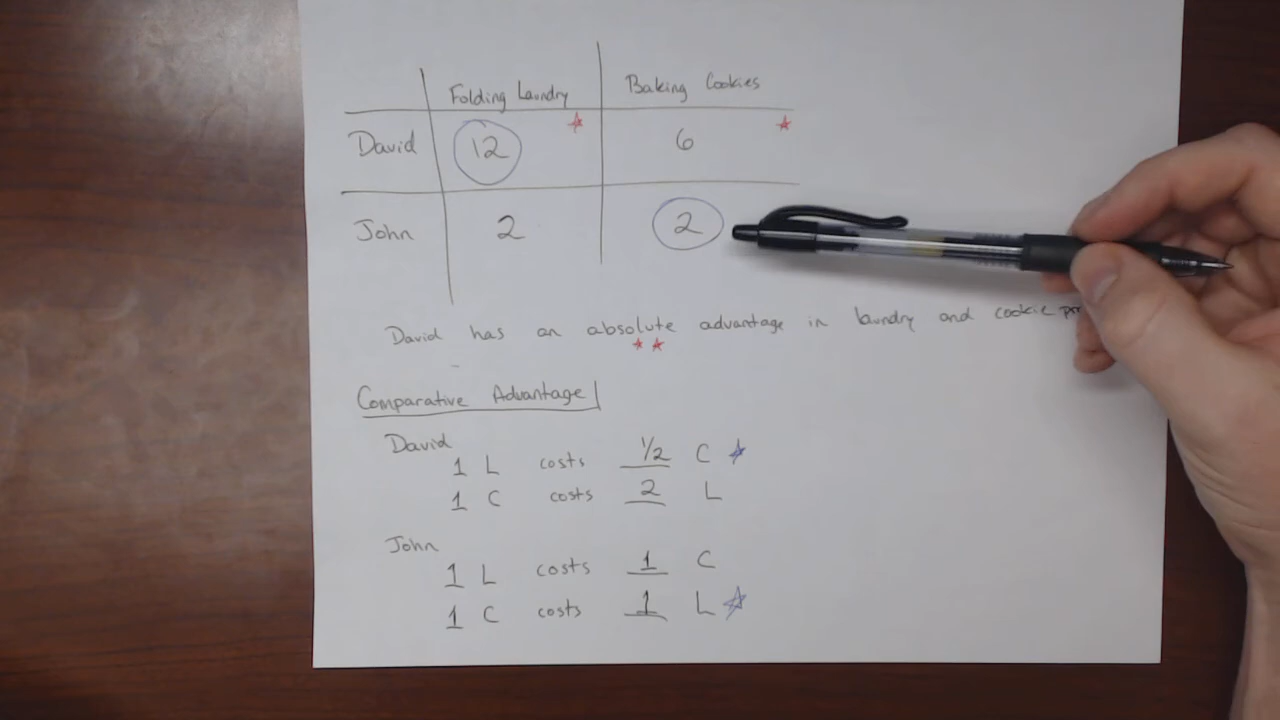 Folding Laundry Baking Cookies
David 12 6
John 2 2
David has an absolute advantage in laundry and cookie
Comparative Advantage
David
1 L costs 1/2 C
1 C costs 2 L
John
1 L costs 1 C
1 C costs 1 L